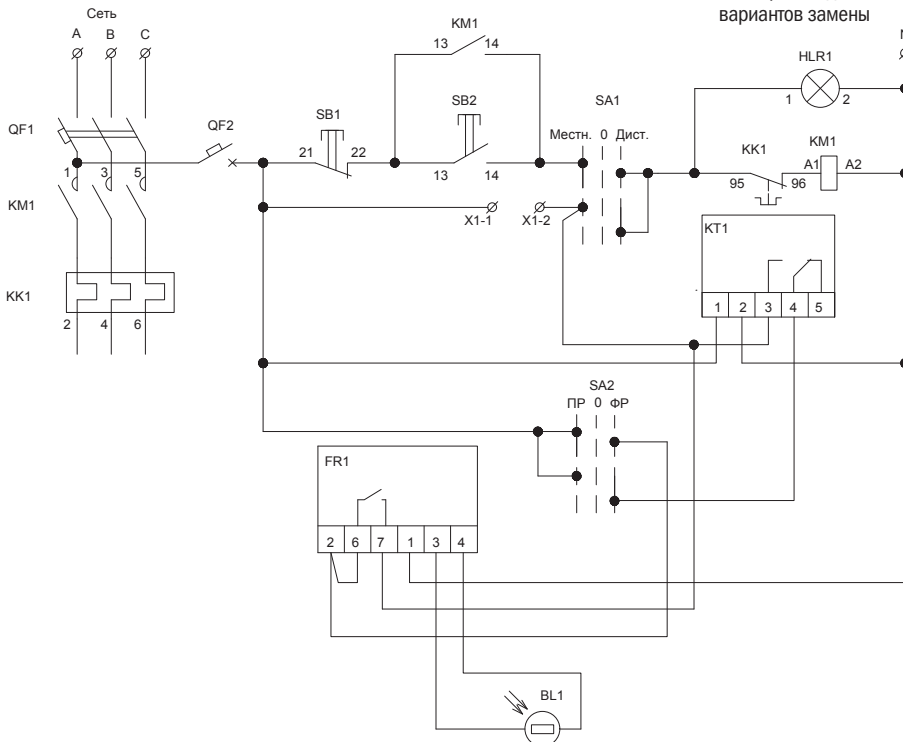 вариантов замены
Сеть
A B C
N
KM1
13 14
HLR1
1 2
QF1
QF2
SB1
21 22
SB2
13 14
SA1
Местн. 0 Дист.
KK1
95 96
KM1
A1 A2
1 3 5
KM1
X1-1
X1-2
KT1
1 2 3 4 5
KK1
2 4 6
SA2
ПР 0 ФР
FR1
2 6 7 1 3 4
BL1